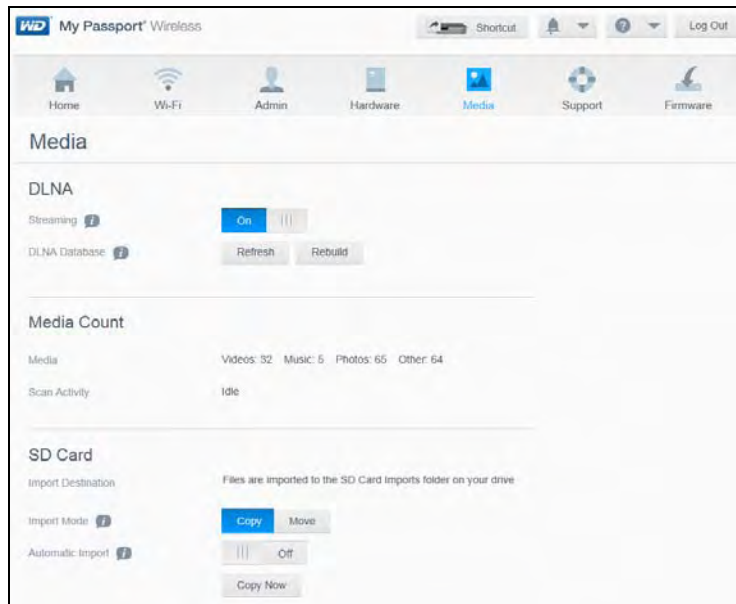 WD My Passport® Wireless
Shortcut
Log Out
Home Wi-Fi Admin Hardware Media Support Firmware
Media
DLNA
Streaming On
DLNA Database Refresh Rebuild
Media Count
Media Videos: 32 Music: 5 Photos: 65 Other: 64
Scan Activity Idle
SD Card
Import Destination Files are imported to the SD Card Imports folder on your drive
Import Mode Copy Move
Automatic Import Off
Copy Now